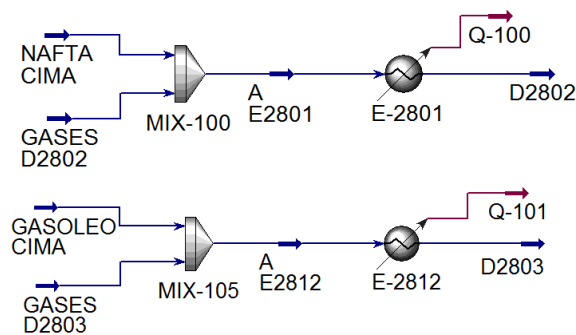 Q-100
NAFTA
CIMA
A
E2801
D2802
MIX-100
E-2801
GASES
D2802
Q-101
GASOLEO
CIMA
A
E2812
D2803
MIX-105
E-2812
GASES
D2803